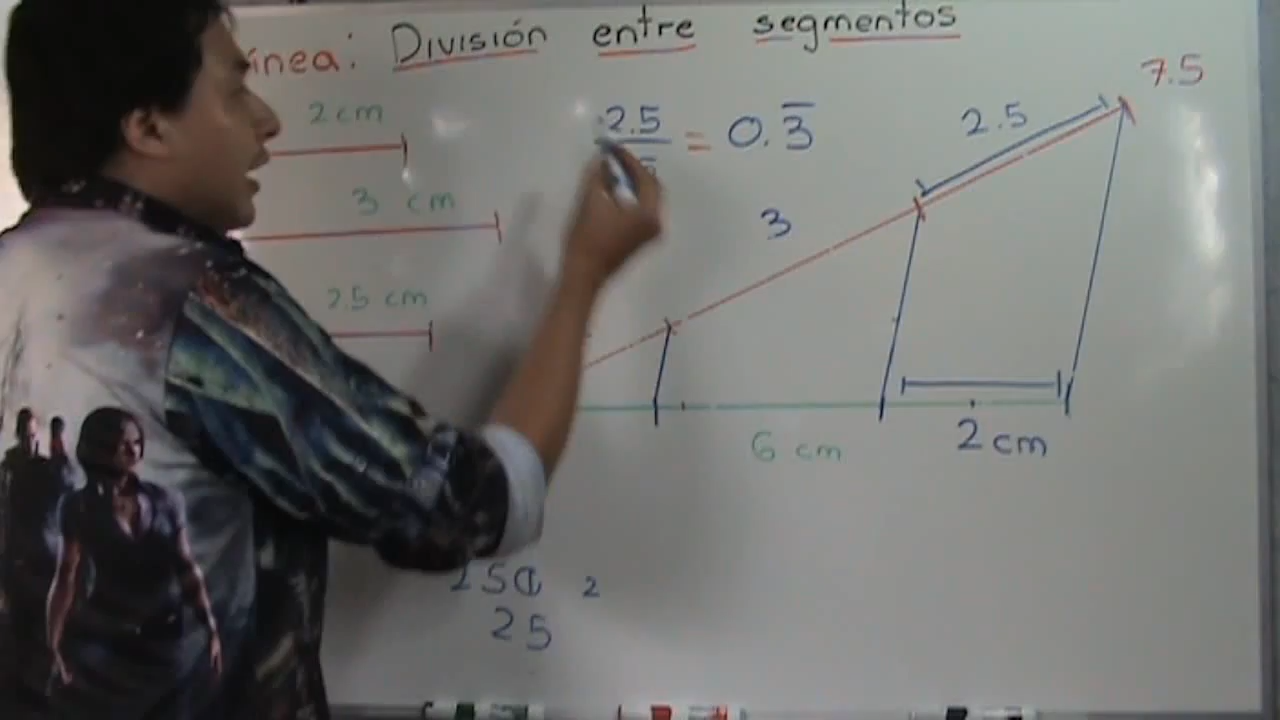 ínea: División entre segmentos
7.5
2 cm
2.5
= 0.3̅
2.5
3 cm
3
2.5 cm
6 cm
2 cm
25